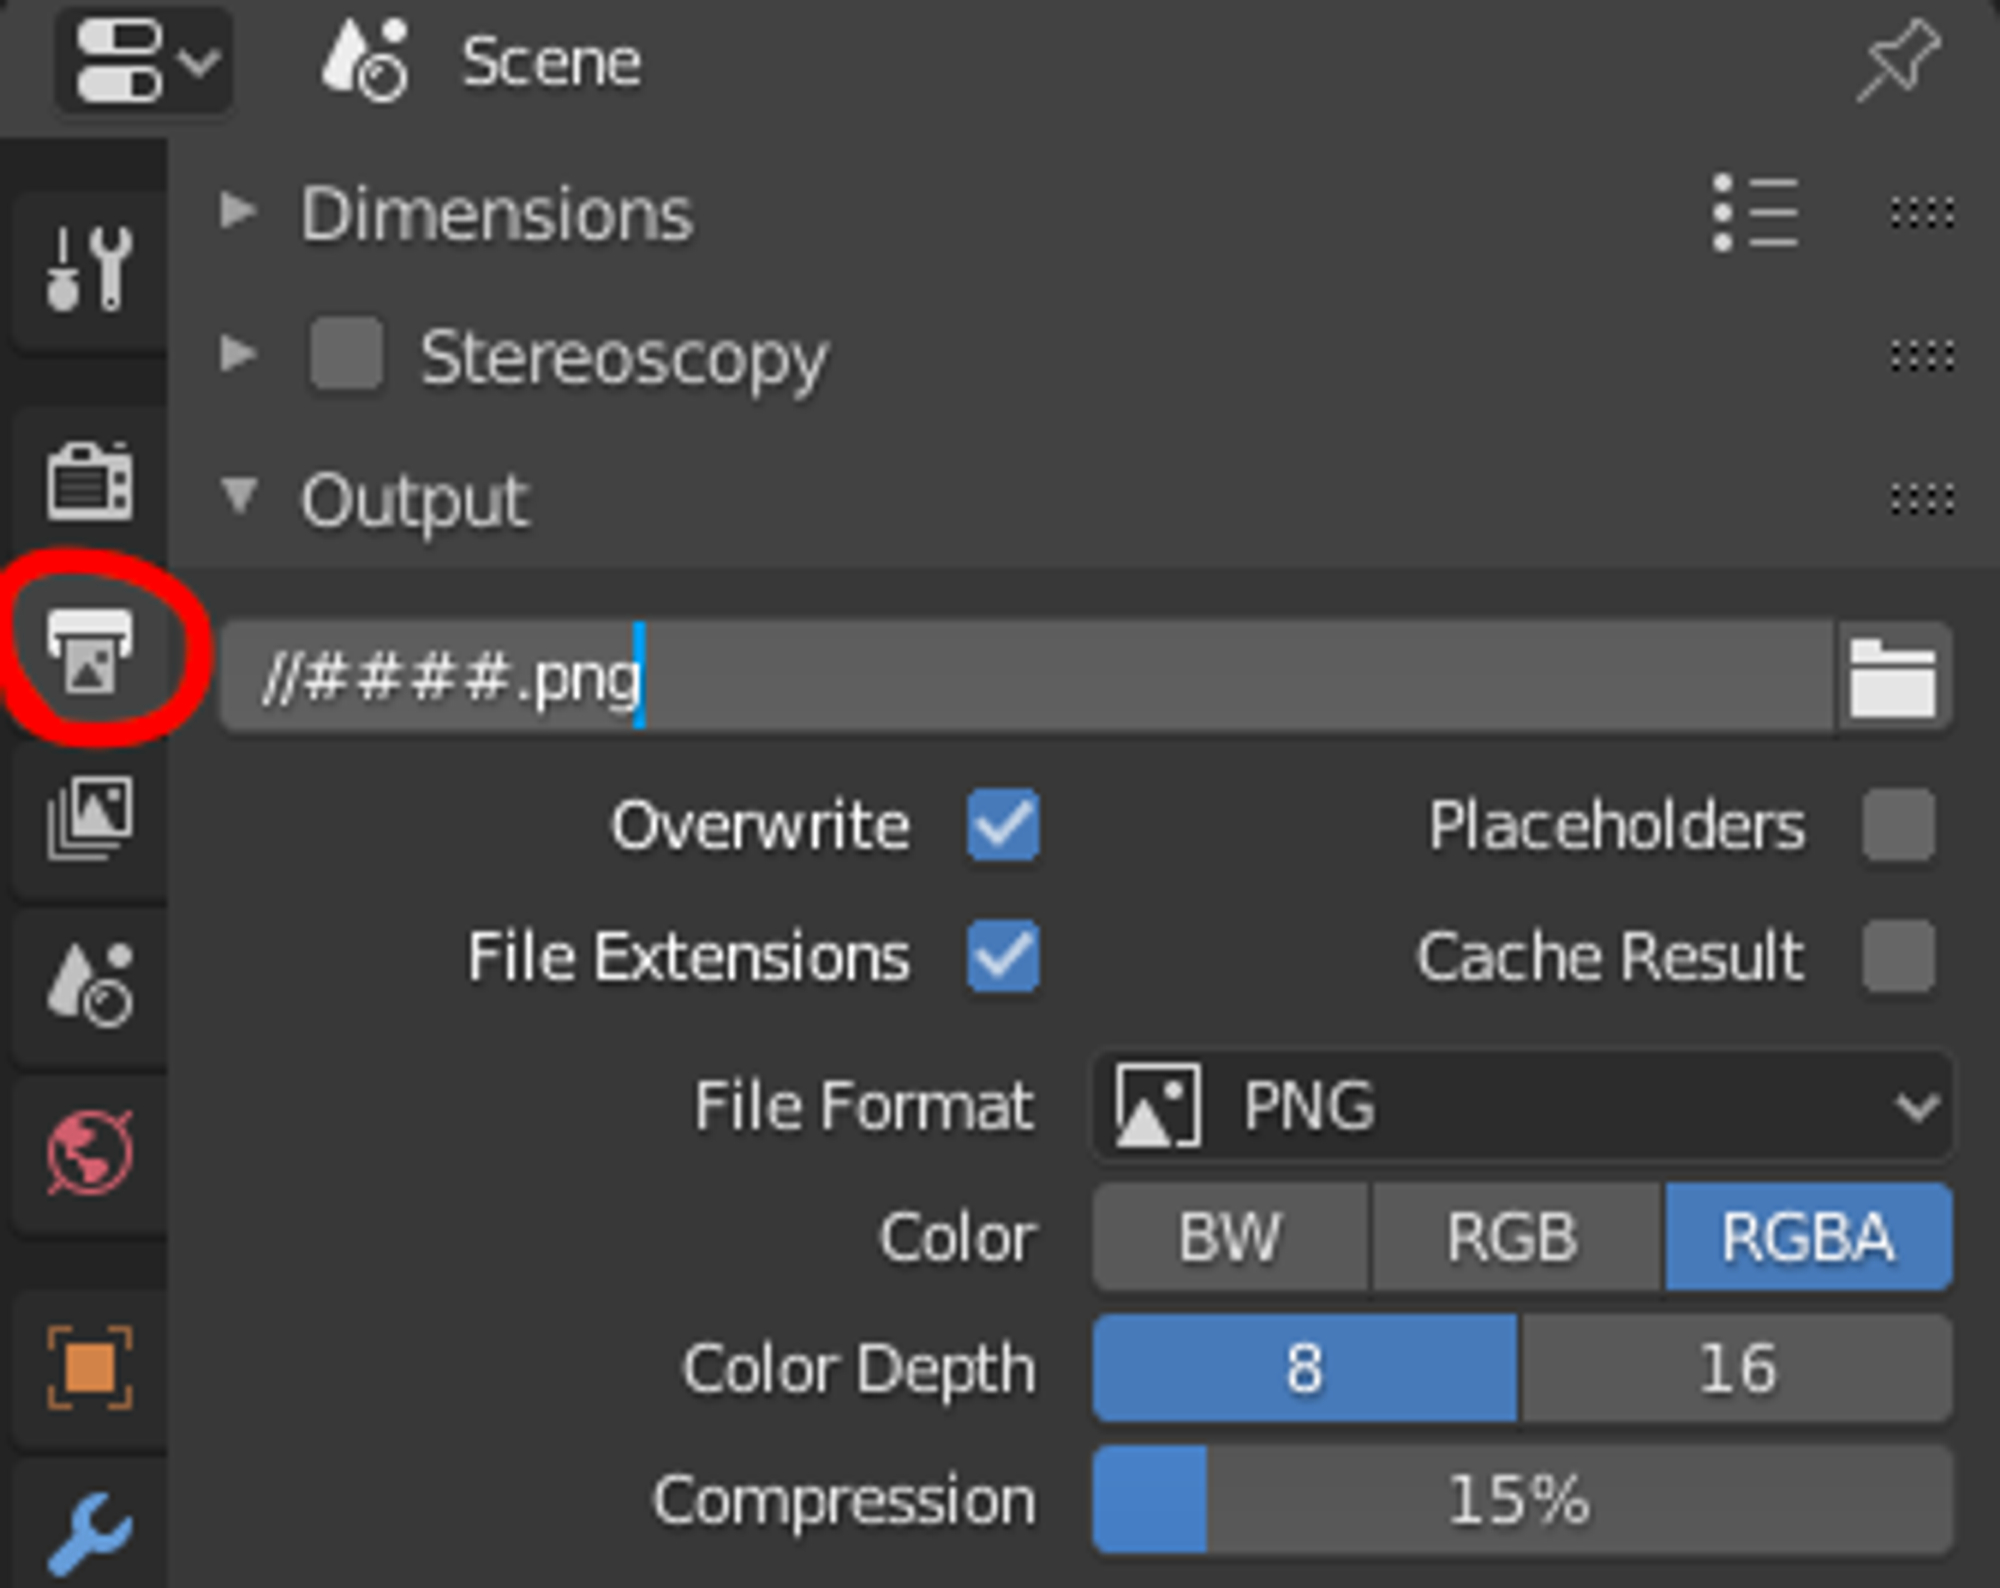 Scene
Dimensions
Stereoscopy
Output
//####.png
Overwrite Placeholders
File Extensions Cache Result
File Format PNG
Color BW RGB RGBA
Color Depth 8 16
Compression 15%